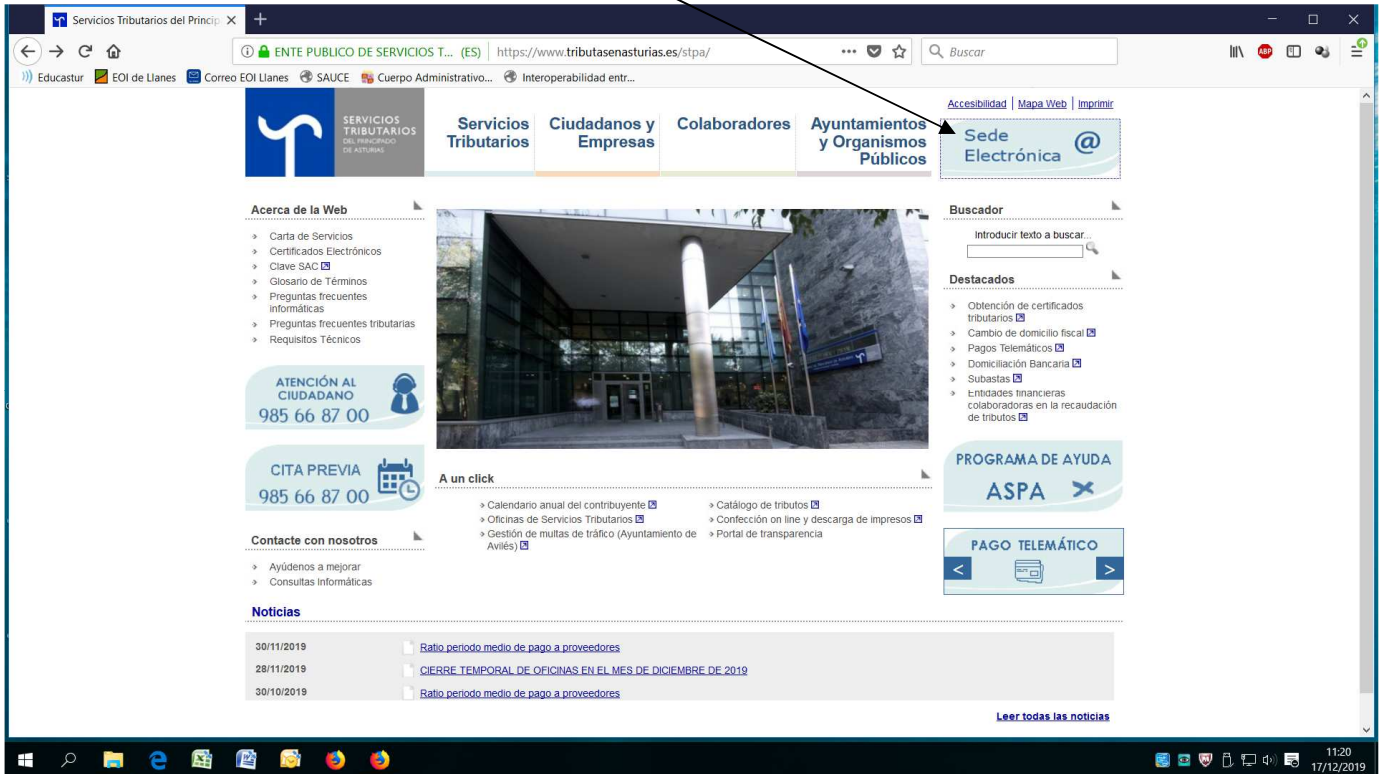 Servicios Tributarios del Princip
ENTE PUBLICO DE SERVICIOS T... (ES)
https://www.tributasenasturias.es/stpa/
Buscar
Educastur
EOI de Llanes
Correo EOI Llanes
SAUCE
Cuerpo Administrativo...
Interoperabilidad entr...
Accesibilidad | Mapa Web | Imprimir
SERVICIOS
TRIBUTARIOS
DEL PRINCIPADO
DE ASTURIAS
Servicios
Tributarios
Ciudadanos y
Empresas
Colaboradores
Ayuntamientos
y Organismos
Públicos
Sede
Electrónica
@
Acerca de la Web
Carta de Servicios
Certificados Electrónicos
Clave SAC
Glosario de Términos
Preguntas frecuentes
informáticas
Preguntas frecuentes tributarias
Requisitos Técnicos
ATENCIÓN AL
CIUDADANO
985 66 87 00
CITA PREVIA
985 66 87 00
Contacte con nosotros
Ayúdenos a mejorar
Consultas Informáticas
A un click
Calendario anual del contribuyente
Oficinas de Servicios Tributarios
Gestión de multas de tráfico (Ayuntamiento de
Avilés)
Catálogo de tributos
Confección on line y descarga de impresos
Portal de transparencia
Buscador
Introducir texto a buscar...
Destacados
Obtención de certificados
tributarios
Cambio de domicilio fiscal
Pagos Telemáticos
Domiciliación Bancaria
Subastas
Entidades financieras
colaboradoras en la recaudación
de tributos
PROGRAMA DE AYUDA
ASPA
PAGO TELEMÁTICO
<
>
Noticias
30/11/2019
Ratio periodo medio de pago a proveedores
28/11/2019
CIERRE TEMPORAL DE OFICINAS EN EL MES DE DICIEMBRE DE 2019
30/10/2019
Ratio periodo medio de pago a proveedores
Leer todas las noticias
11:20
17/12/2019